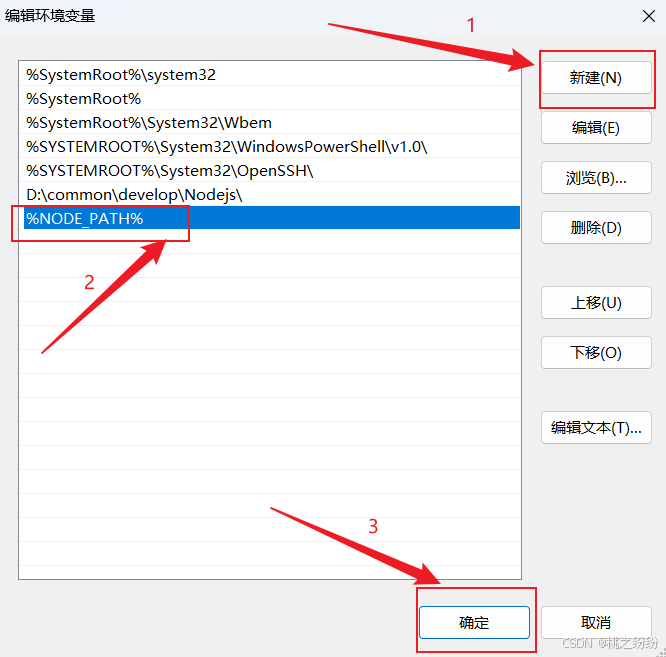 编辑环境变量
1
%SystemRoot%\system32
新建(N)
%SystemRoot%
%SystemRoot%\System32\Wbem
编辑(E)
%SYSTEMROOT%\System32\WindowsPowerShell\v1.0\
%SYSTEMROOT%\System32\OpenSSH\
浏览(B)...
D:\common\develop\Nodejs\
%NODE_PATH%
删除(D)
2
上移(U)
下移(O)
编辑文本(T)...
3
确定
取消
CSDN @桃之纷纷